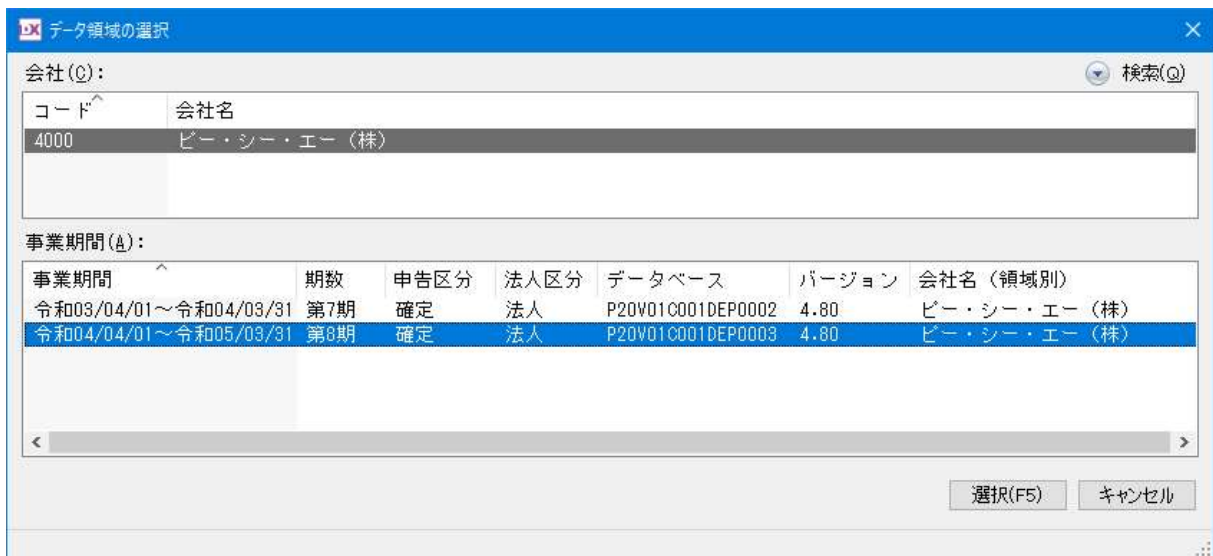 DX データ領域の選択
会社(C):
検索(Q)
コード 会社名
4000 ピー・シー・エー（株）
事業期間(A):
事業期間 期数 申告区分 法人区分 データベース バージョン 会社名（領域別）
令和03/04/01～令和04/03/31 第7期 確定 法人 P20V01C001DEP0002 4.80 ピー・シー・エー（株）
令和04/04/01～令和05/03/31 第8期 確定 法人 P20V01C001DEP0003 4.80 ピー・シー・エー（株）
選択(F5) キャンセル